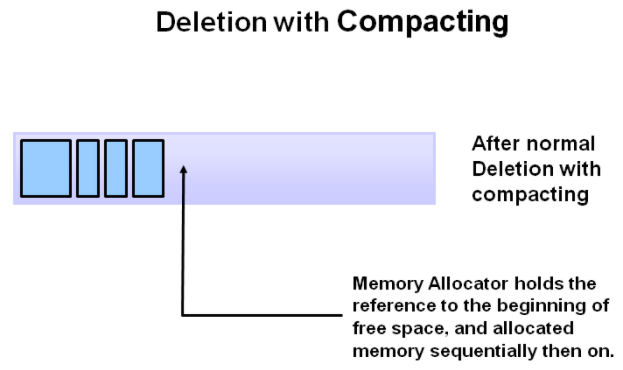 Deletion with Compacting
After normal
Deletion with
compacting
Memory Allocator holds the
reference to the beginning of
free space, and allocated
memory sequentially then on.